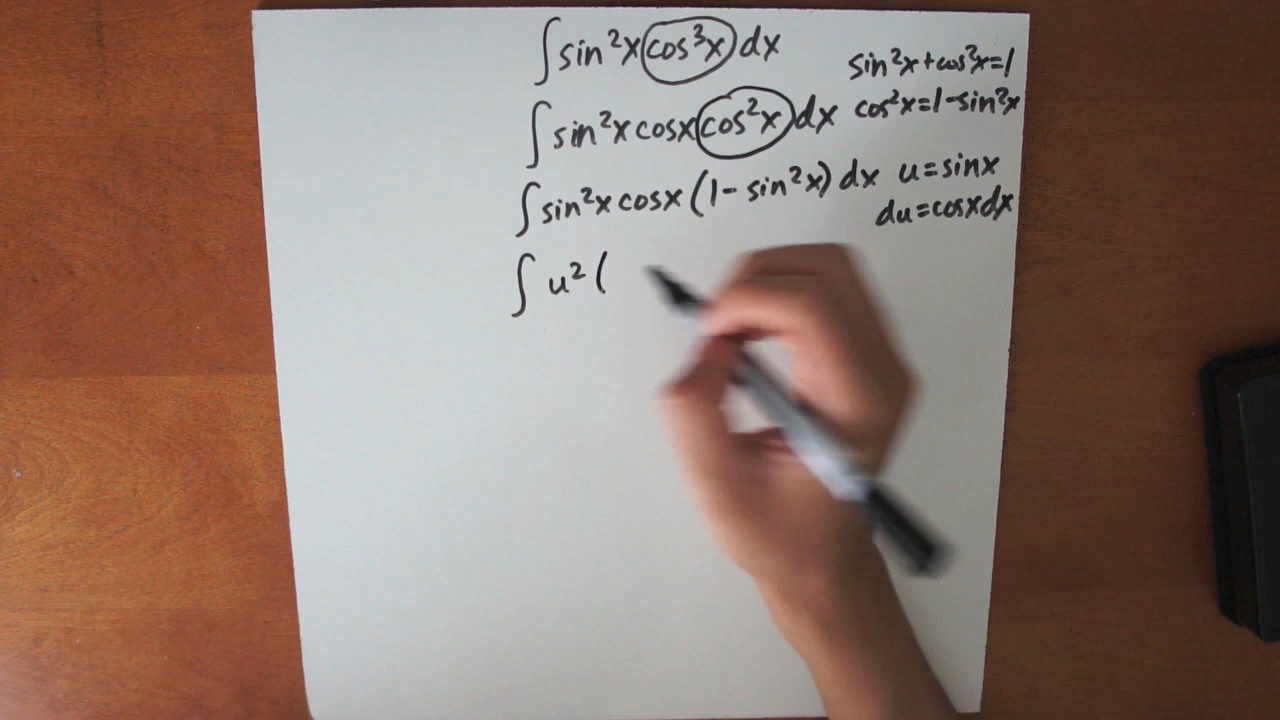 ∫sin²x cos³x dx
sin²x+cos²x=1
∫sin²x cosx cos²x dx
cos²x=1-sin²x
∫sin²x cosx (1-sin²x) dx
u=sinx
du=cosxdx
∫u²(